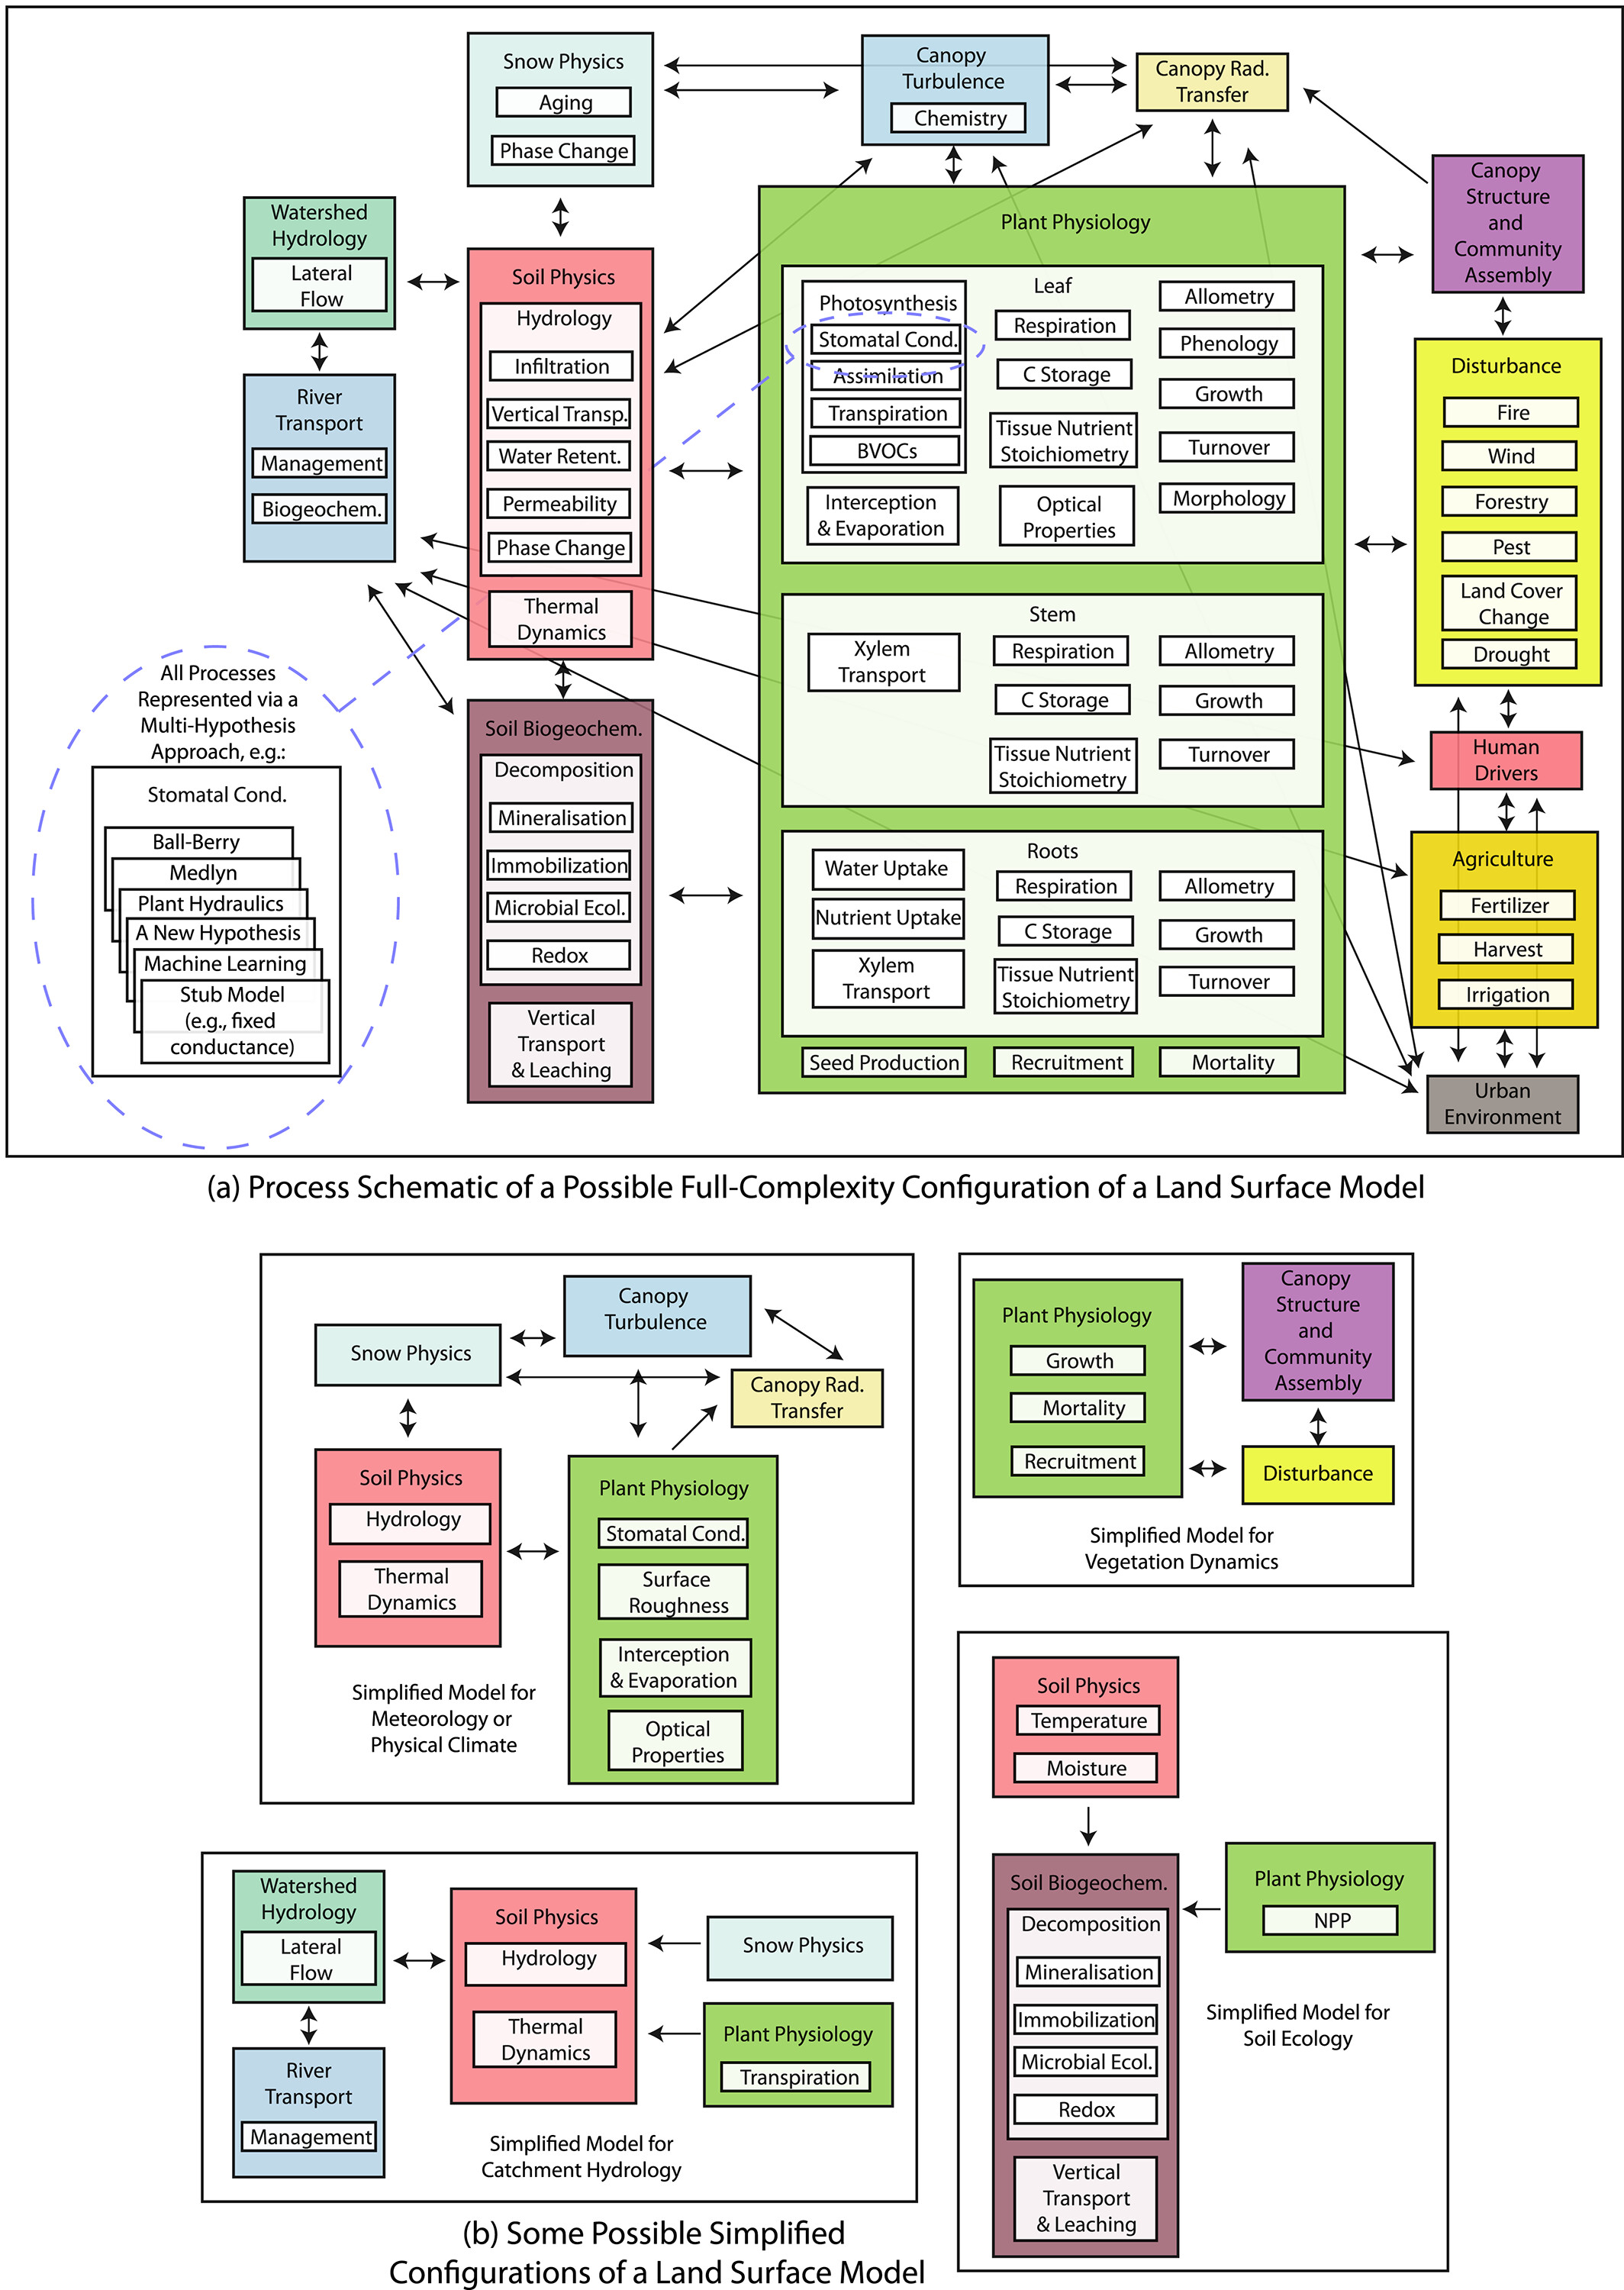 Snow Physics
Aging
Phase Change
Canopy
Turbulence
Chemistry
Canopy Rad.
Transfer
Canopy
Structure
and
Community
Assembly
Watershed
Hydrology
Lateral
Flow
River
Transport
Management
Biogeochem.
Soil Physics
Hydrology
Infiltration
Vertical Transp.
Water Retent.
Permeability
Phase Change
Thermal
Dynamics
Soil Biogeochem.
Decomposition
Mineralisation
Immobilization
Microbial Ecol.
Redox
Vertical
Transport
& Leaching
Plant Physiology
Leaf
Photosynthesis
Stomatal Cond.
Assimilation
Transpiration
BVOCs
Interception
& Evaporation
Respiration
C Storage
Tissue Nutrient
Stoichiometry
Optical
Properties
Allometry
Phenology
Growth
Turnover
Morphology
Stem
Xylem
Transport
Respiration
C Storage
Tissue Nutrient
Stoichiometry
Allometry
Growth
Turnover
Roots
Water Uptake
Nutrient Uptake
Xylem
Transport
Respiration
C Storage
Tissue Nutrient
Stoichiometry
Allometry
Growth
Turnover
Seed Production
Recruitment
Mortality
Disturbance
Fire
Wind
Forestry
Pest
Land Cover
Change
Drought
Human
Drivers
Agriculture
Fertilizer
Harvest
Irrigation
Urban
Environment
All Processes
Represented via a
Multi-Hypothesis
Approach, e.g.:
Stomatal Cond.
Ball-Berry
Medlyn
Plant Hydraulics
A New Hypothesis
Machine Learning
Stub Model
(e.g., fixed
conductance)
(a) Process Schematic of a Possible Full-Complexity Configuration of a Land Surface Model
Canopy
Turbulence
Snow Physics
Canopy Rad.
Transfer
Soil Physics
Hydrology
Thermal
Dynamics
Plant Physiology
Stomatal Cond.
Surface
Roughness
Interception
& Evaporation
Optical
Properties
Simplified Model for
Meteorology or
Physical Climate
Plant Physiology
Growth
Mortality
Recruitment
Canopy
Structure
and
Community
Assembly
Disturbance
Simplified Model for
Vegetation Dynamics
Watershed
Hydrology
Lateral
Flow
River
Transport
Management
Soil Physics
Hydrology
Thermal
Dynamics
Snow Physics
Plant Physiology
Transpiration
Simplified Model for
Catchment Hydrology
Soil Physics
Temperature
Moisture
Soil Biogeochem.
Decomposition
Mineralisation
Immobilization
Microbial Ecol.
Redox
Vertical
Transport
& Leaching
Plant Physiology
NPP
Simplified Model for
Soil Ecology
(b) Some Possible Simplified
Configurations of a Land Surface Model